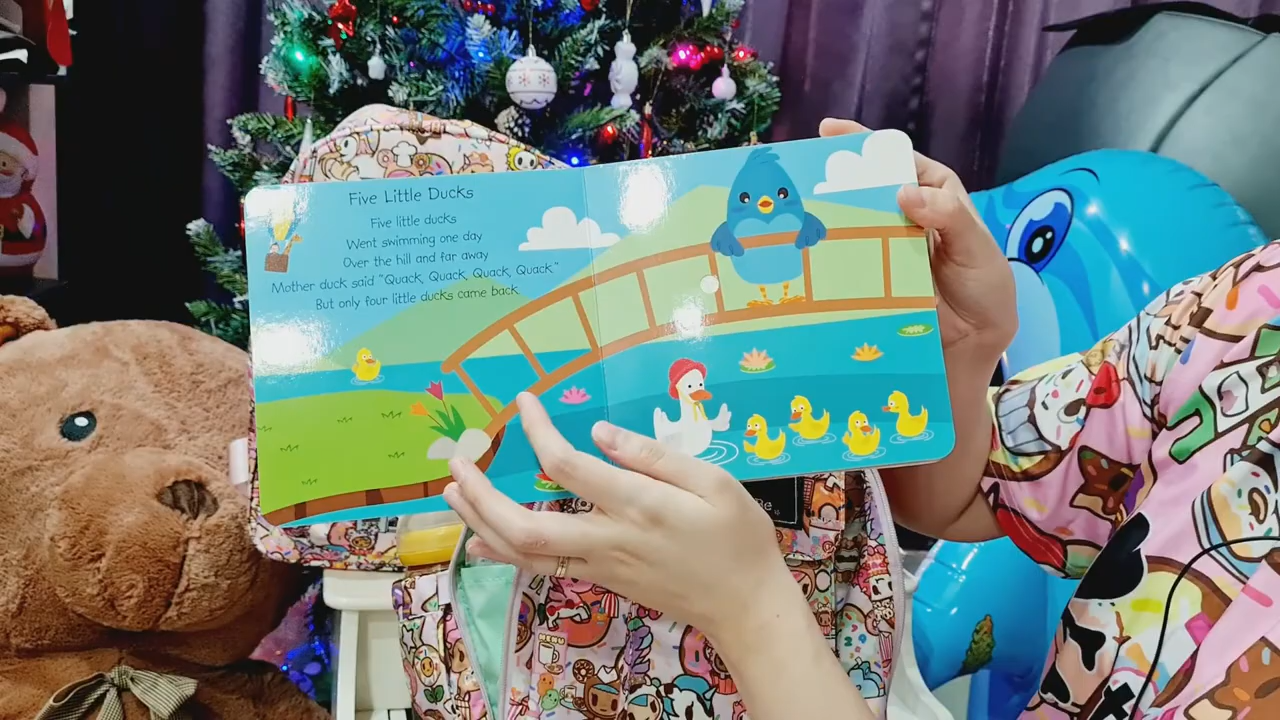 Five Little Ducks
Five little ducks
Went swimming one day
Over the hill and far away
Mother duck said "Quack, Quack, Quack, Quack."
But only four little ducks came back.
MENU